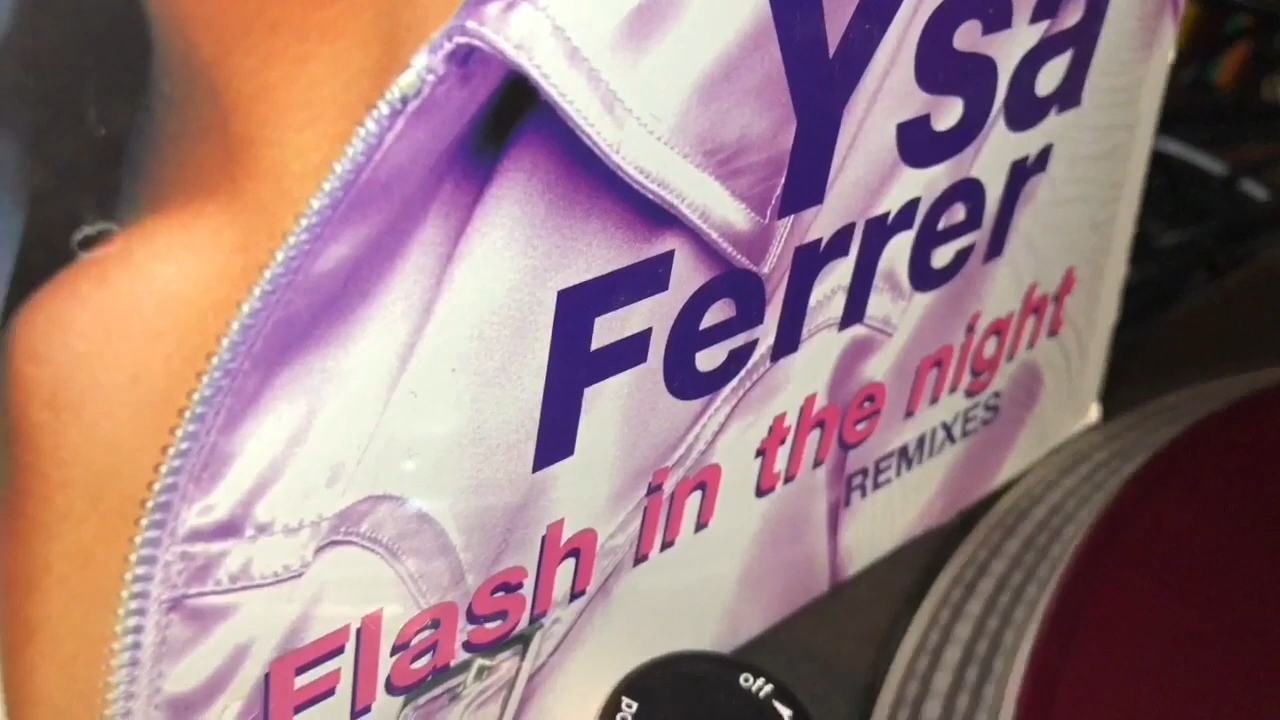 Ysa
Ferrer
Flash in the night
REMIXES
off